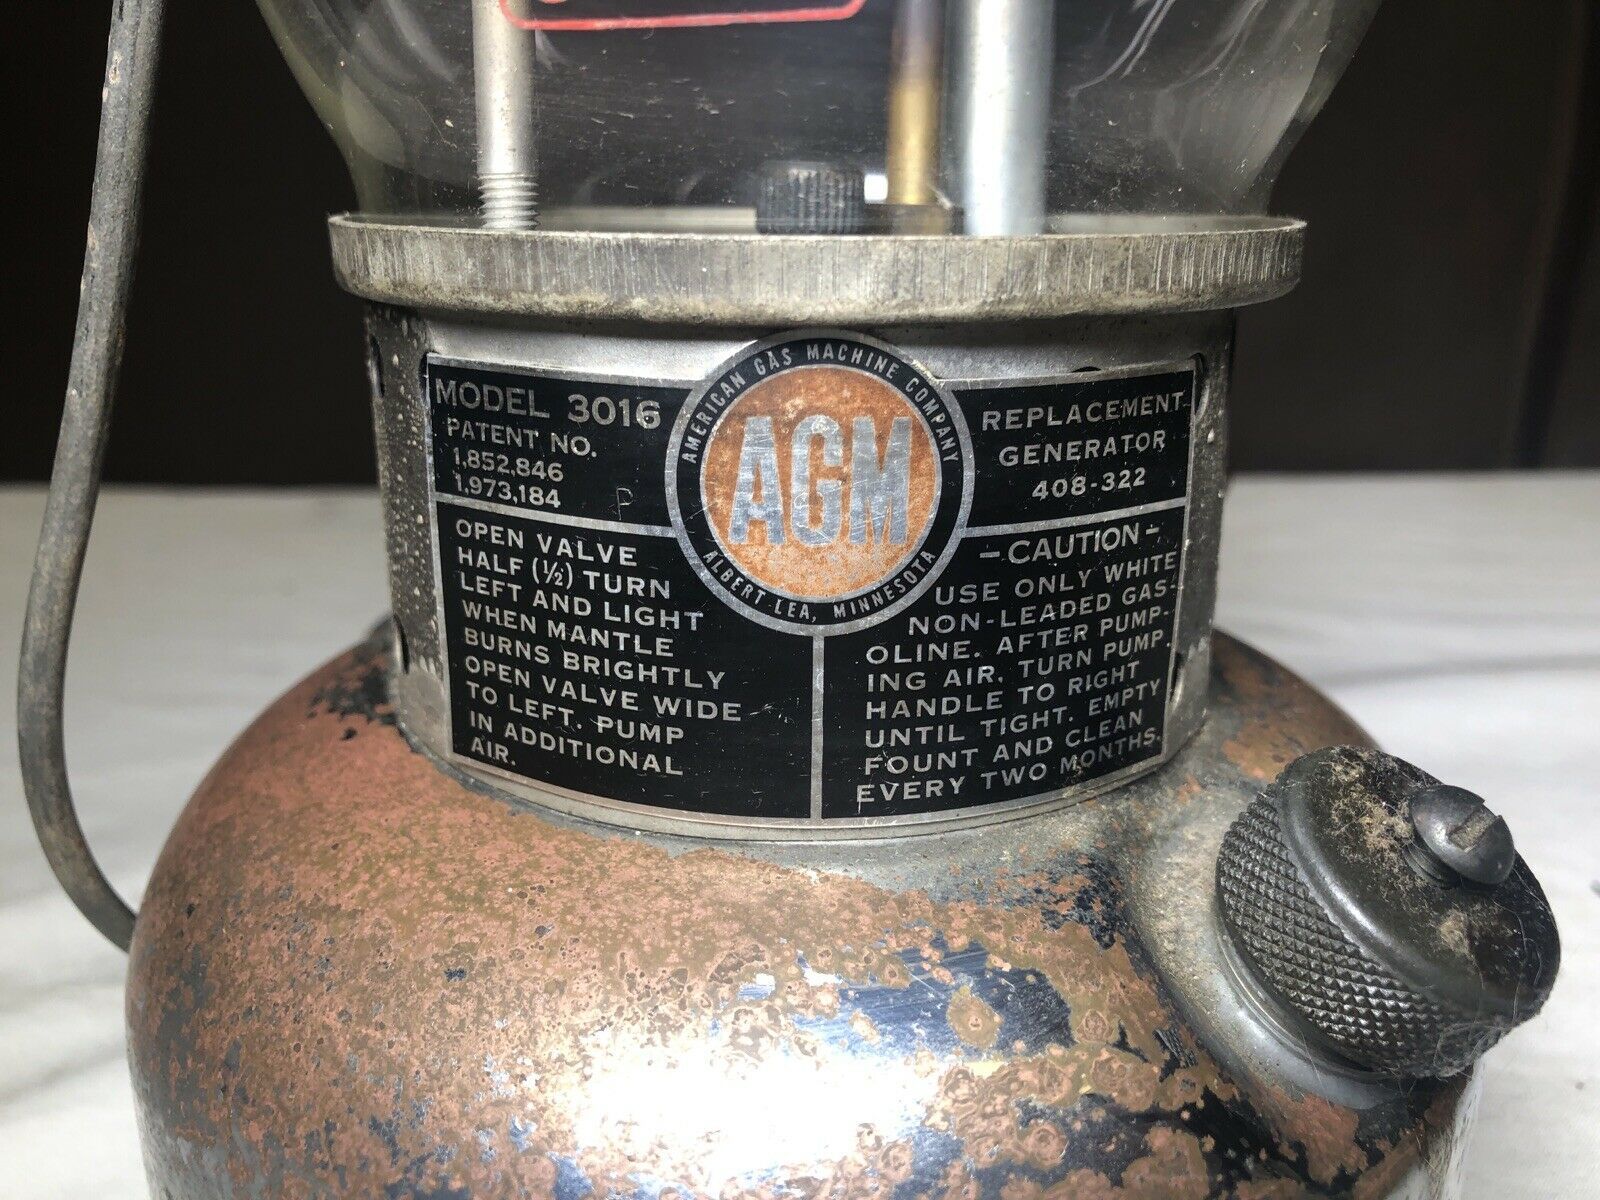 MODEL 3016
PATENT NO.
1,852,846
1,973,184
P
AMERICAN GAS MACHINE COMPANY
AGM
ALBERT LEA, MINNESOTA
REPLACEMENT
GENERATOR
408-322
OPEN VALVE
HALF (½) TURN
LEFT AND LIGHT
WHEN MANTLE
BURNS BRIGHTLY
OPEN VALVE WIDE
TO LEFT. PUMP
IN ADDITIONAL
AIR.
-CAUTION-
USE ONLY WHITE
NON-LEADED GAS-
OLINE. AFTER PUMP-
ING AIR, TURN PUMP
HANDLE TO RIGHT
UNTIL TIGHT. EMPTY
FOUNT AND CLEAN
EVERY TWO MONTHS.